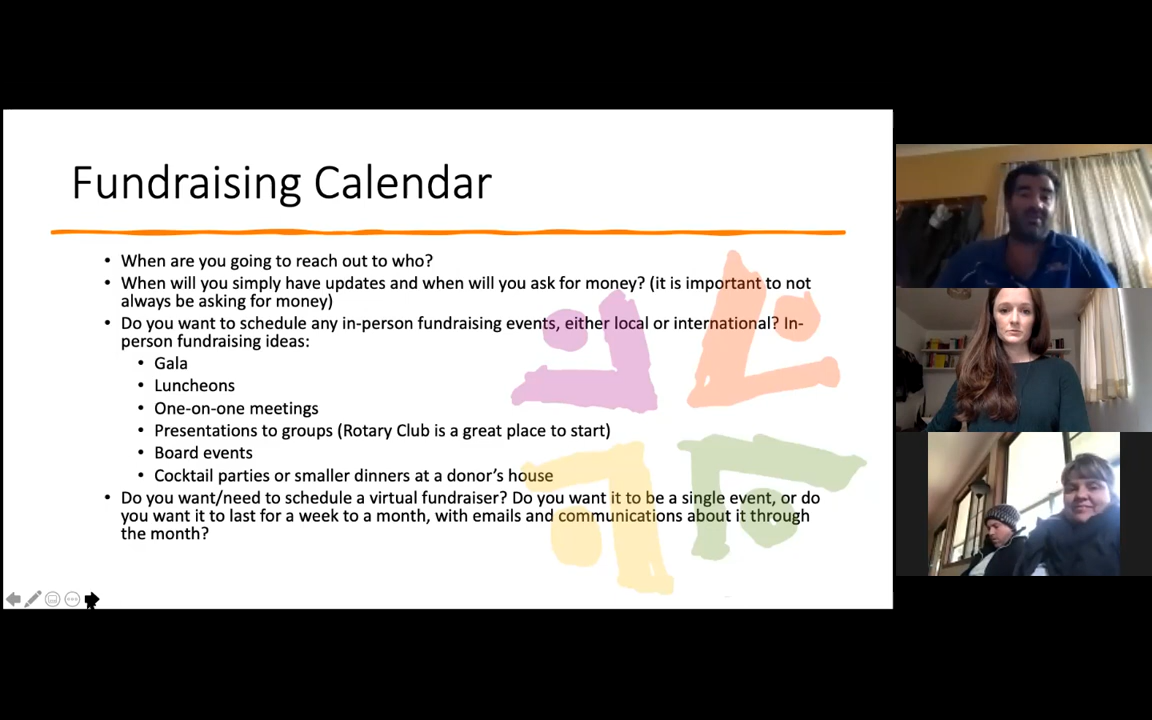 Fundraising Calendar
• When are you going to reach out to who?
• When will you simply have updates and when will you ask for money? (it is important to not
always be asking for money)
• Do you want to schedule any in-person fundraising events, either local or international? In-
person fundraising ideas:
• Gala
• Luncheons
• One-on-one meetings
• Presentations to groups (Rotary Club is a great place to start)
• Board events
• Cocktail parties or smaller dinners at a donor’s house
• Do you want/need to schedule a virtual fundraiser? Do you want it to be a single event, or do
you want it to last for a week to a month, with emails and communications about it through
the month?